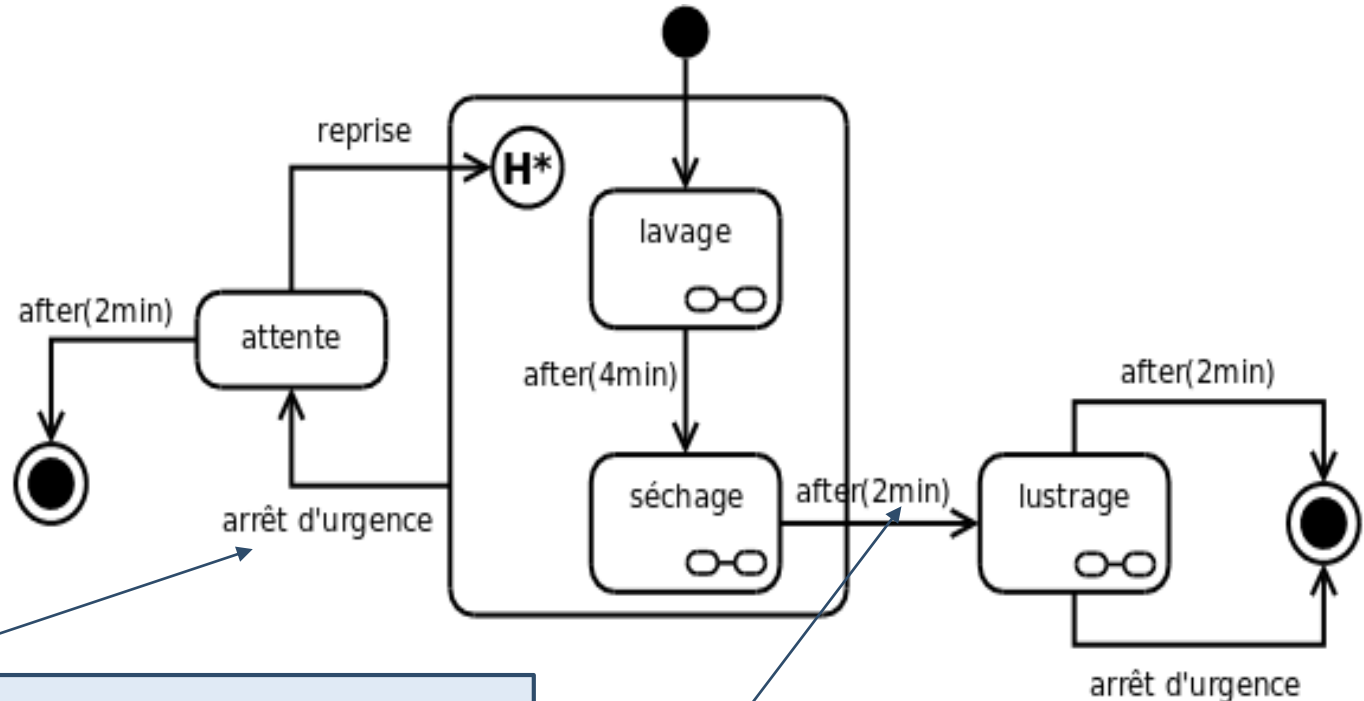 reprise
H*
lavage
after(2min)
attente
after(4min)
after(2min)
séchage
after(2min)
lustrage
arrêt d'urgence
arrêt d'urgence